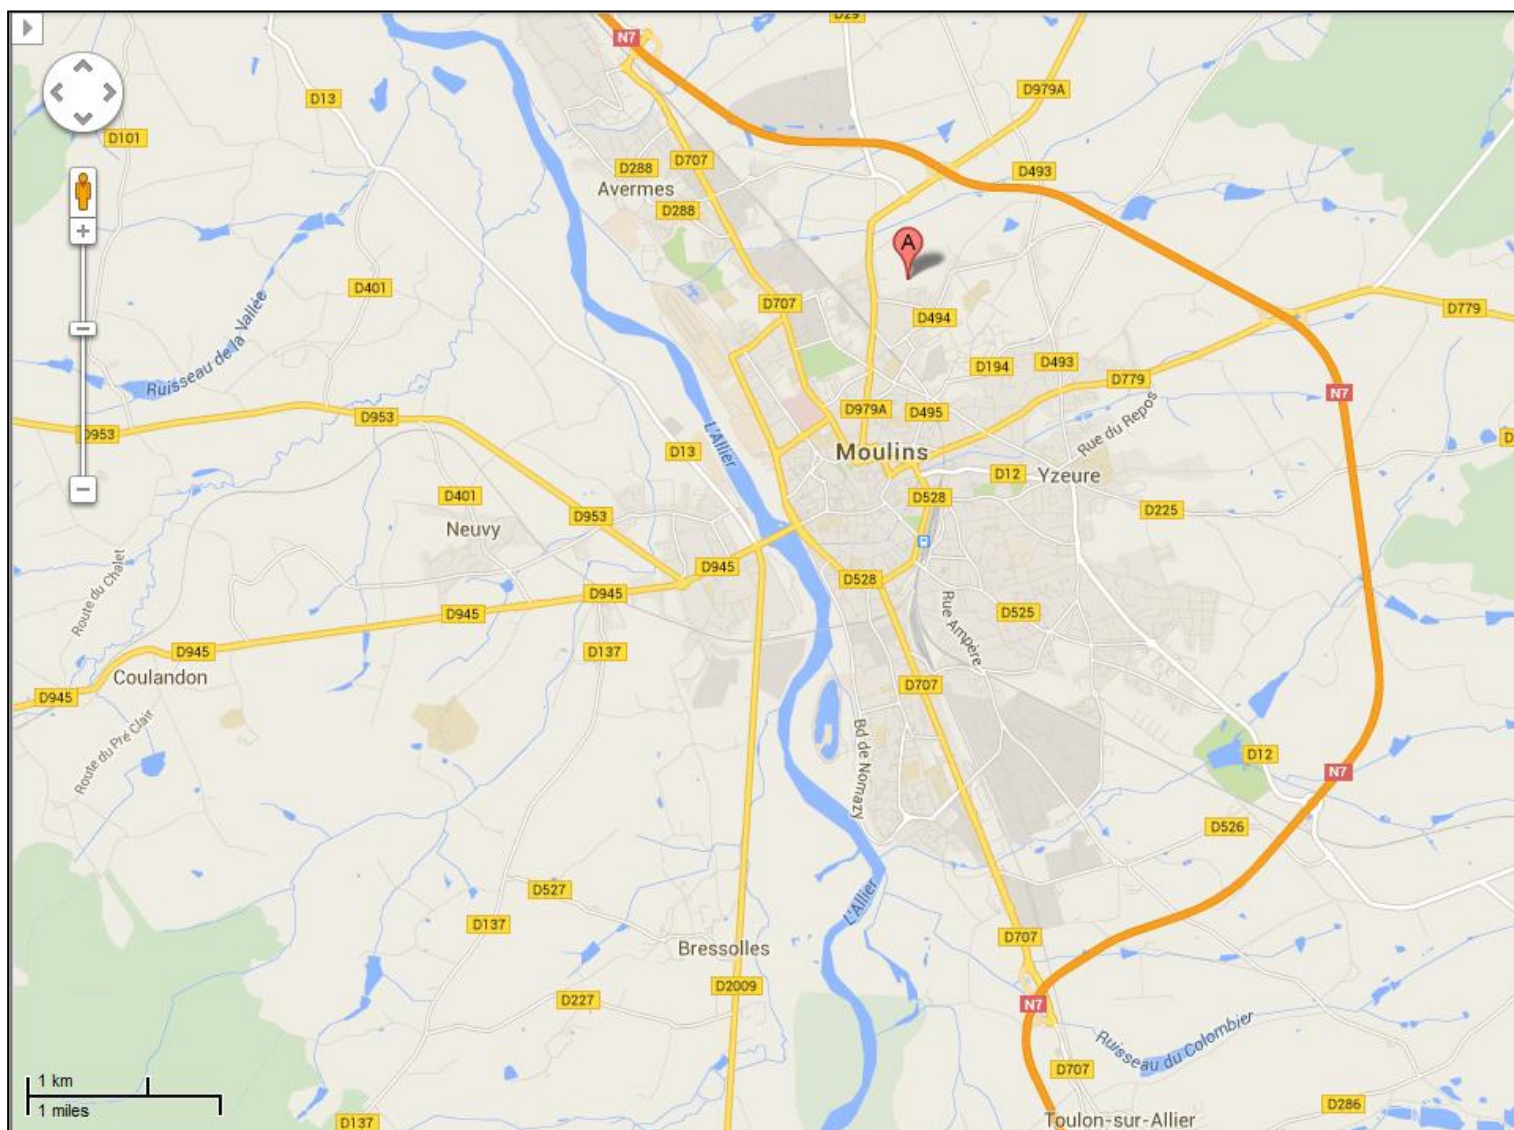 D29
N7
D13
D979A
D101
D288
D707
D493
Avermes
D288
A
D401
D707
D779
Ruisseau de la Vallée
D494
D493
D194
D779
N7
D953
D953
D979A
D495
Rue du Repos
L'Allier
D13
Moulins
D12
Yzeure
D401
D528
D225
Neuvy
D953
Route du Chalet
D945
D528
D945
D945
D525
Rue Ampère
D945
D137
Coulandon
D945
D707
Route du Pré Clair
Bd de Nomazy
D12
N7
D526
D527
L'Allier
D137
D707
Bressolles
D2009
D227
N7
Ruisseau du Colombier
D707
1 km
1 miles
D137
D286
Toulon-sur-Allier